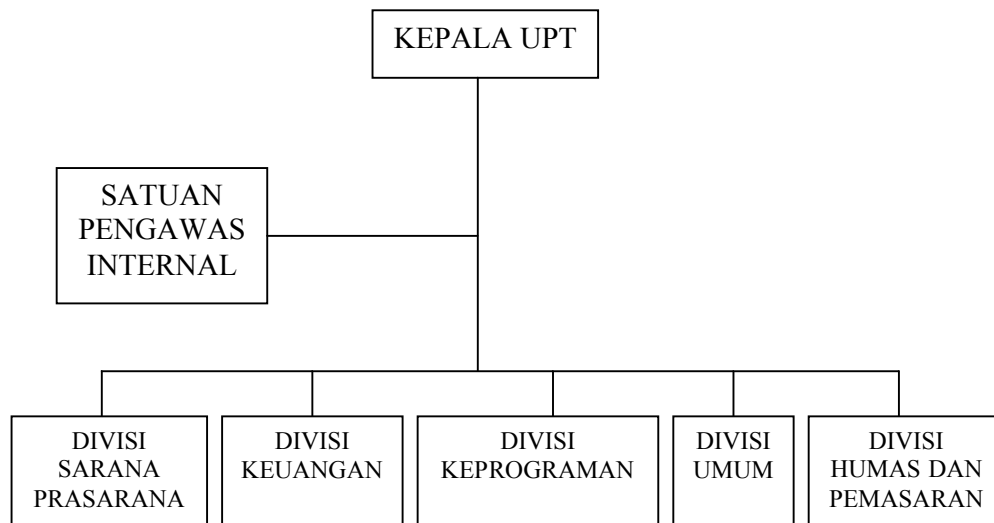 KEPALA UPT
SATUAN
PENGAWAS
INTERNAL
DIVISI
SARANA
PRASARANA
DIVISI
KEUANGAN
DIVISI
KEPROGRAMAN
DIVISI
UMUM
DIVISI
HUMAS DAN
PEMASARAN